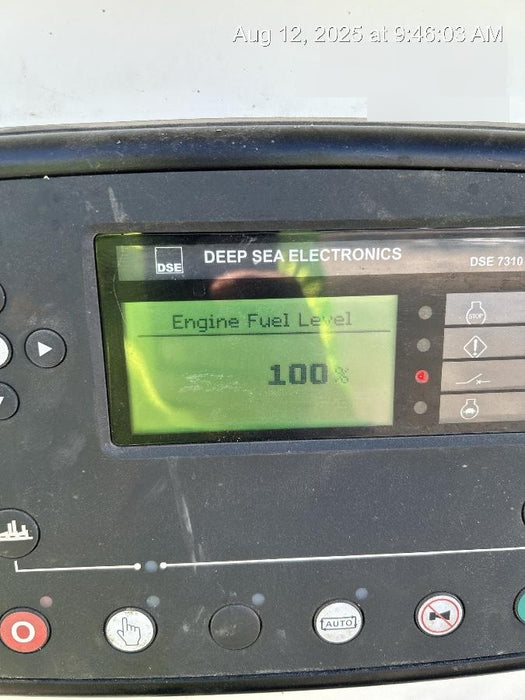 Aug 12, 2025 at 9:46:03 AM
DSE
DEEP SEA ELECTRONICS
DSE 7310
Engine Fuel Level
100 %
STOP
AUTO